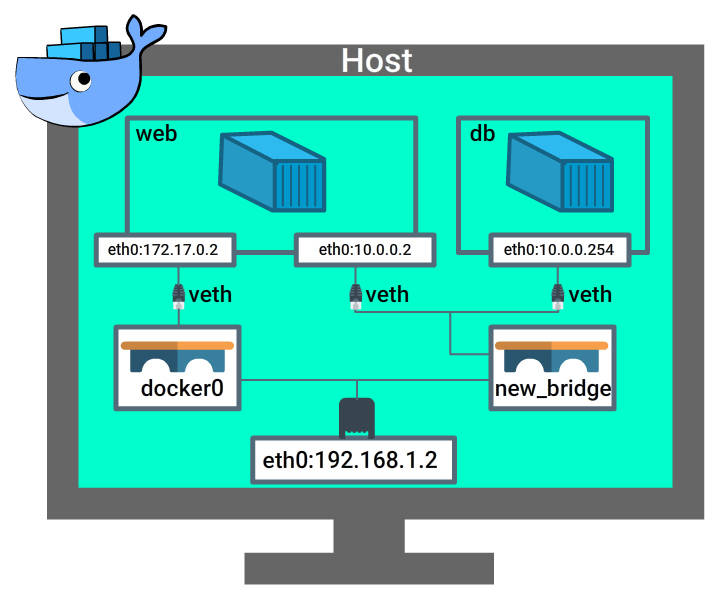 Host
web
db
eth0:172.17.0.2
eth0:10.0.0.2
eth0:10.0.0.254
veth
veth
veth
docker0
new_bridge
eth0:192.168.1.2